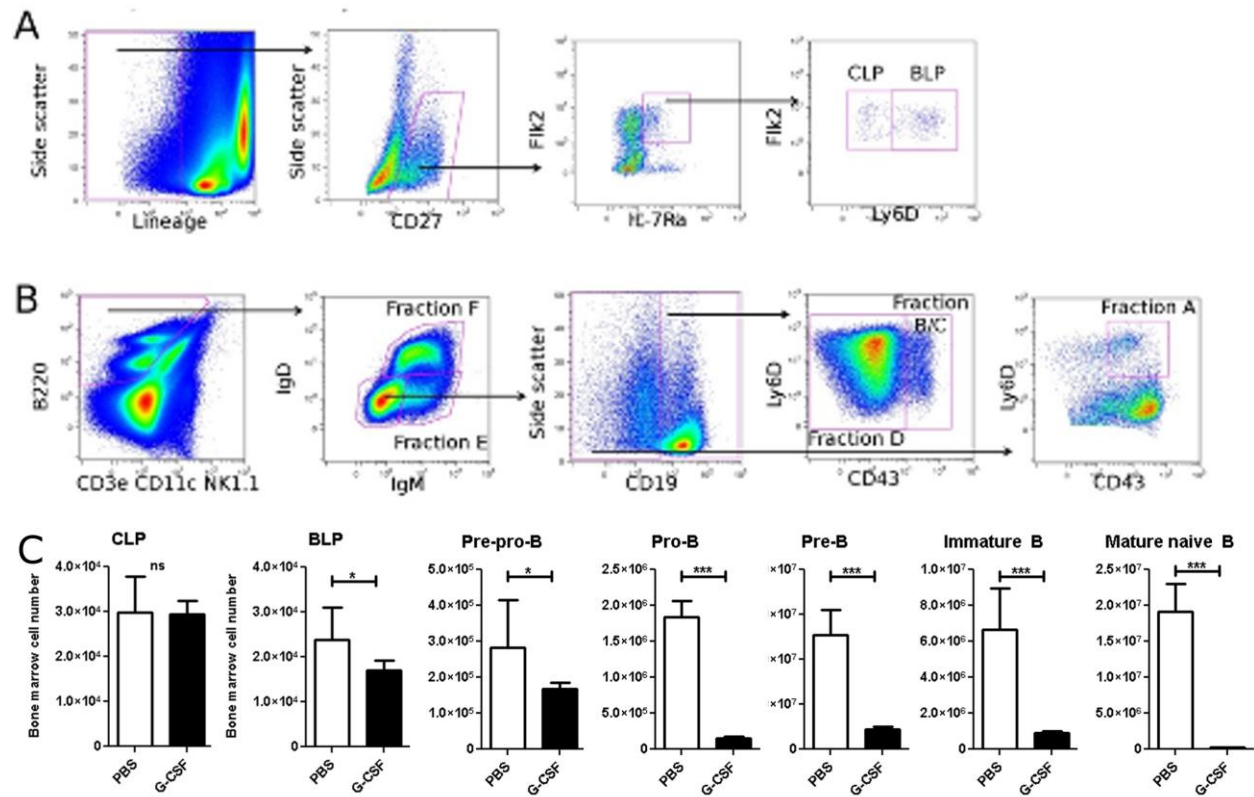 A
Side scatter
Lineage
Side scatter
CD27
Flk2
IL-7Ra
CLP BLP
Flk2
Ly6D
B
B220
CD3e CD11c NK1.1
Fraction F
IgD
Fraction E
IgM
Side scatter
CD19
Fraction
B/C
Ly6D
Fraction D
CD43
Fraction A
Ly6D
CD43
C
CLP
Bone marrow cell number
4.0×10⁴
3.0×10⁴
2.0×10⁴
1.0×10⁴
0
ns
PBS
G-CSF
BLP
Bone marrow cell number
4.0×10⁴
3.0×10⁴
2.0×10⁴
1.0×10⁴
0
*
PBS
G-CSF
Pre-pro-B
5.0×10⁵
4.0×10⁵
3.0×10⁵
2.0×10⁵
1.0×10⁵
0
*
PBS
G-CSF
Pro-B
3×10⁶
2×10⁶
2×10⁶
1×10⁶
5×10⁵
0
***
PBS
G-CSF
Pre-B
×10⁷
×10⁷
×10⁷
0
***
PBS
G-CSF
Immature B
1.0×10⁷
8.0×10⁶
6.0×10⁶
4.0×10⁶
2.0×10⁶
0
***
PBS
G-CSF
Mature naive B
2.5×10⁷
2.0×10⁷
1.5×10⁷
1.0×10⁷
5.0×10⁶
0
***
PBS
G-CSF